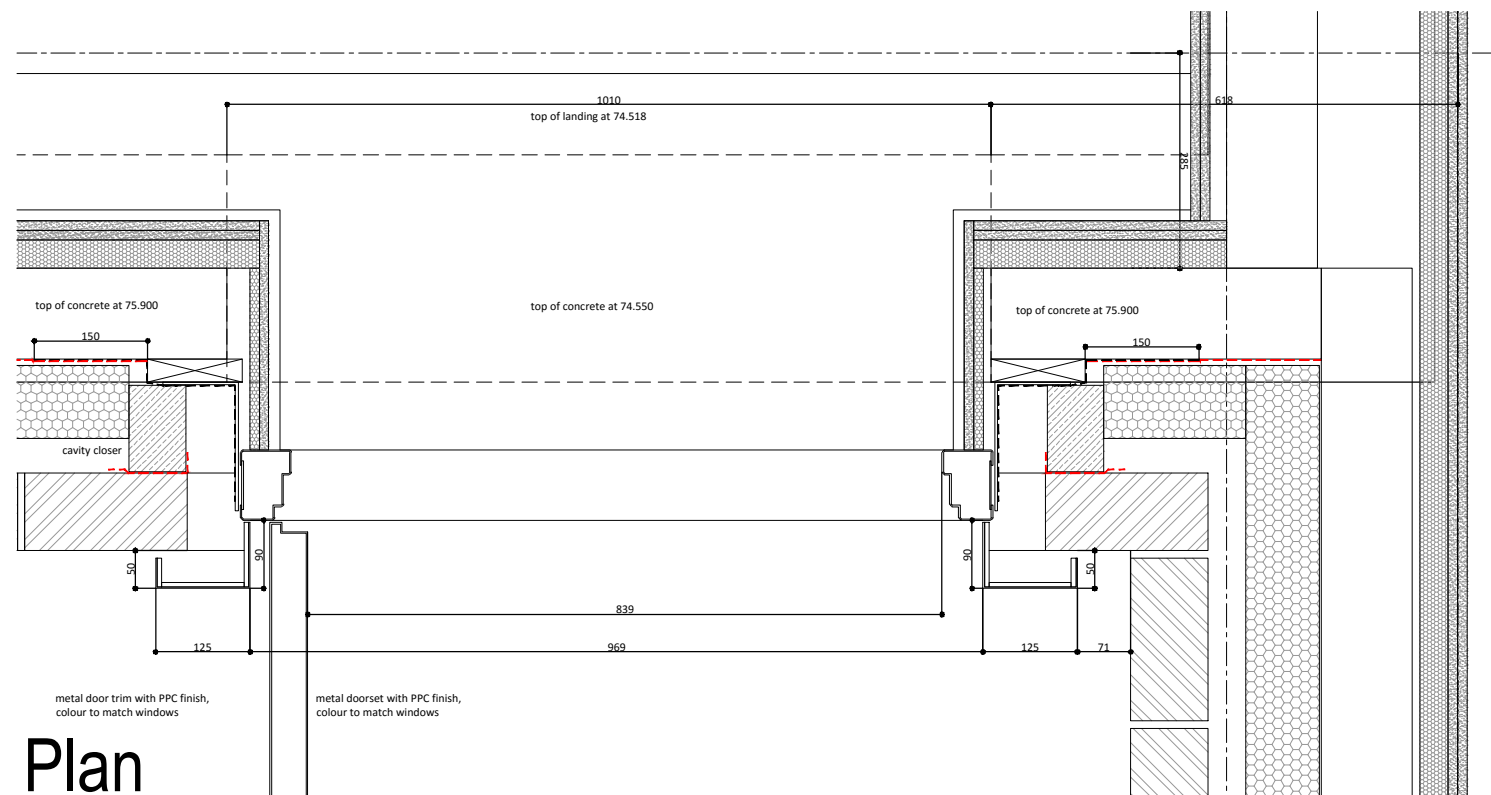 1010
618
top of landing at 74.518
285
top of concrete at 75.900
top of concrete at 74.550
top of concrete at 75.900
150
150
cavity closer
50
90
90
50
839
125
969
125
71
metal door trim with PPC finish,
colour to match windows
metal doorset with PPC finish,
colour to match windows
Plan